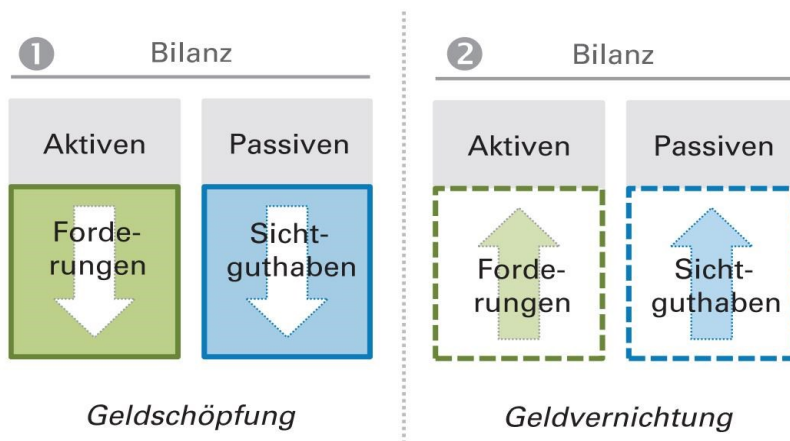 1 Bilanz
Aktiven Passiven
Forde-
rungen
Sicht-
guthaben
Geldschöpfung
2 Bilanz
Aktiven Passiven
Forde-
rungen
Sicht-
guthaben
Geldvernichtung